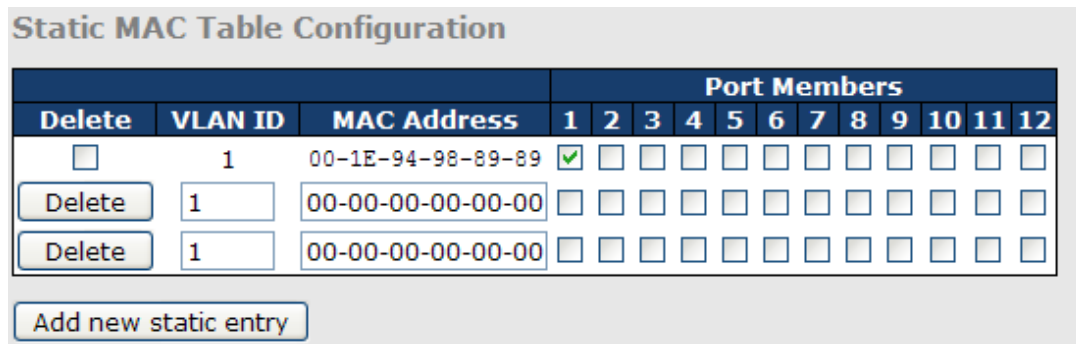 Static MAC Table Configuration
Port Members
Delete VLAN ID MAC Address 1 2 3 4 5 6 7 8 9 10 11 12
1 00-1E-94-98-89-89
Delete 1 00-00-00-00-00-00
Delete 1 00-00-00-00-00-00
Add new static entry